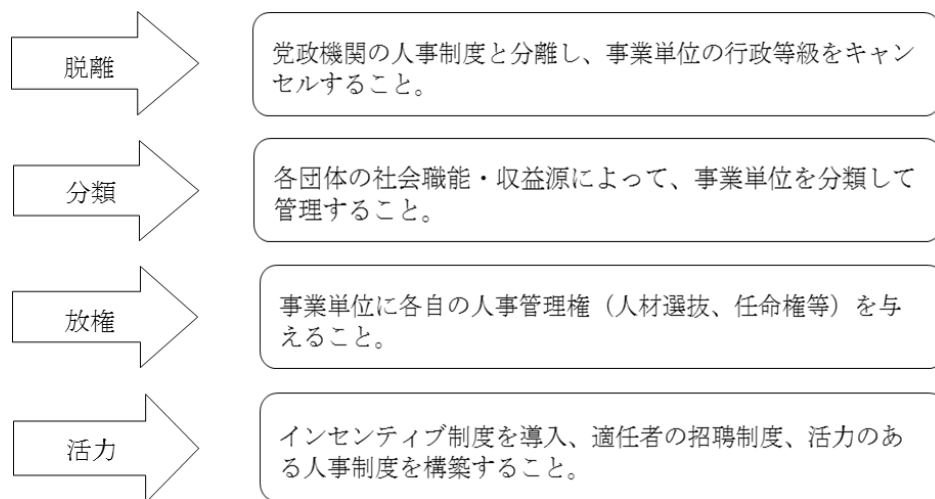 脱離
党政機関の人事制度と分離し、事業単位の行政等級をキャン
セルすること。
分類
各団体の社会職能・収益源によって、事業単位を分類して
管理すること。
放権
事業単位に各自の人事管理権（人材選抜、任命権等）を与
えること。
活力
インセンティブ制度を導入、適任者の招聘制度、活力のあ
る人事制度を構築すること。